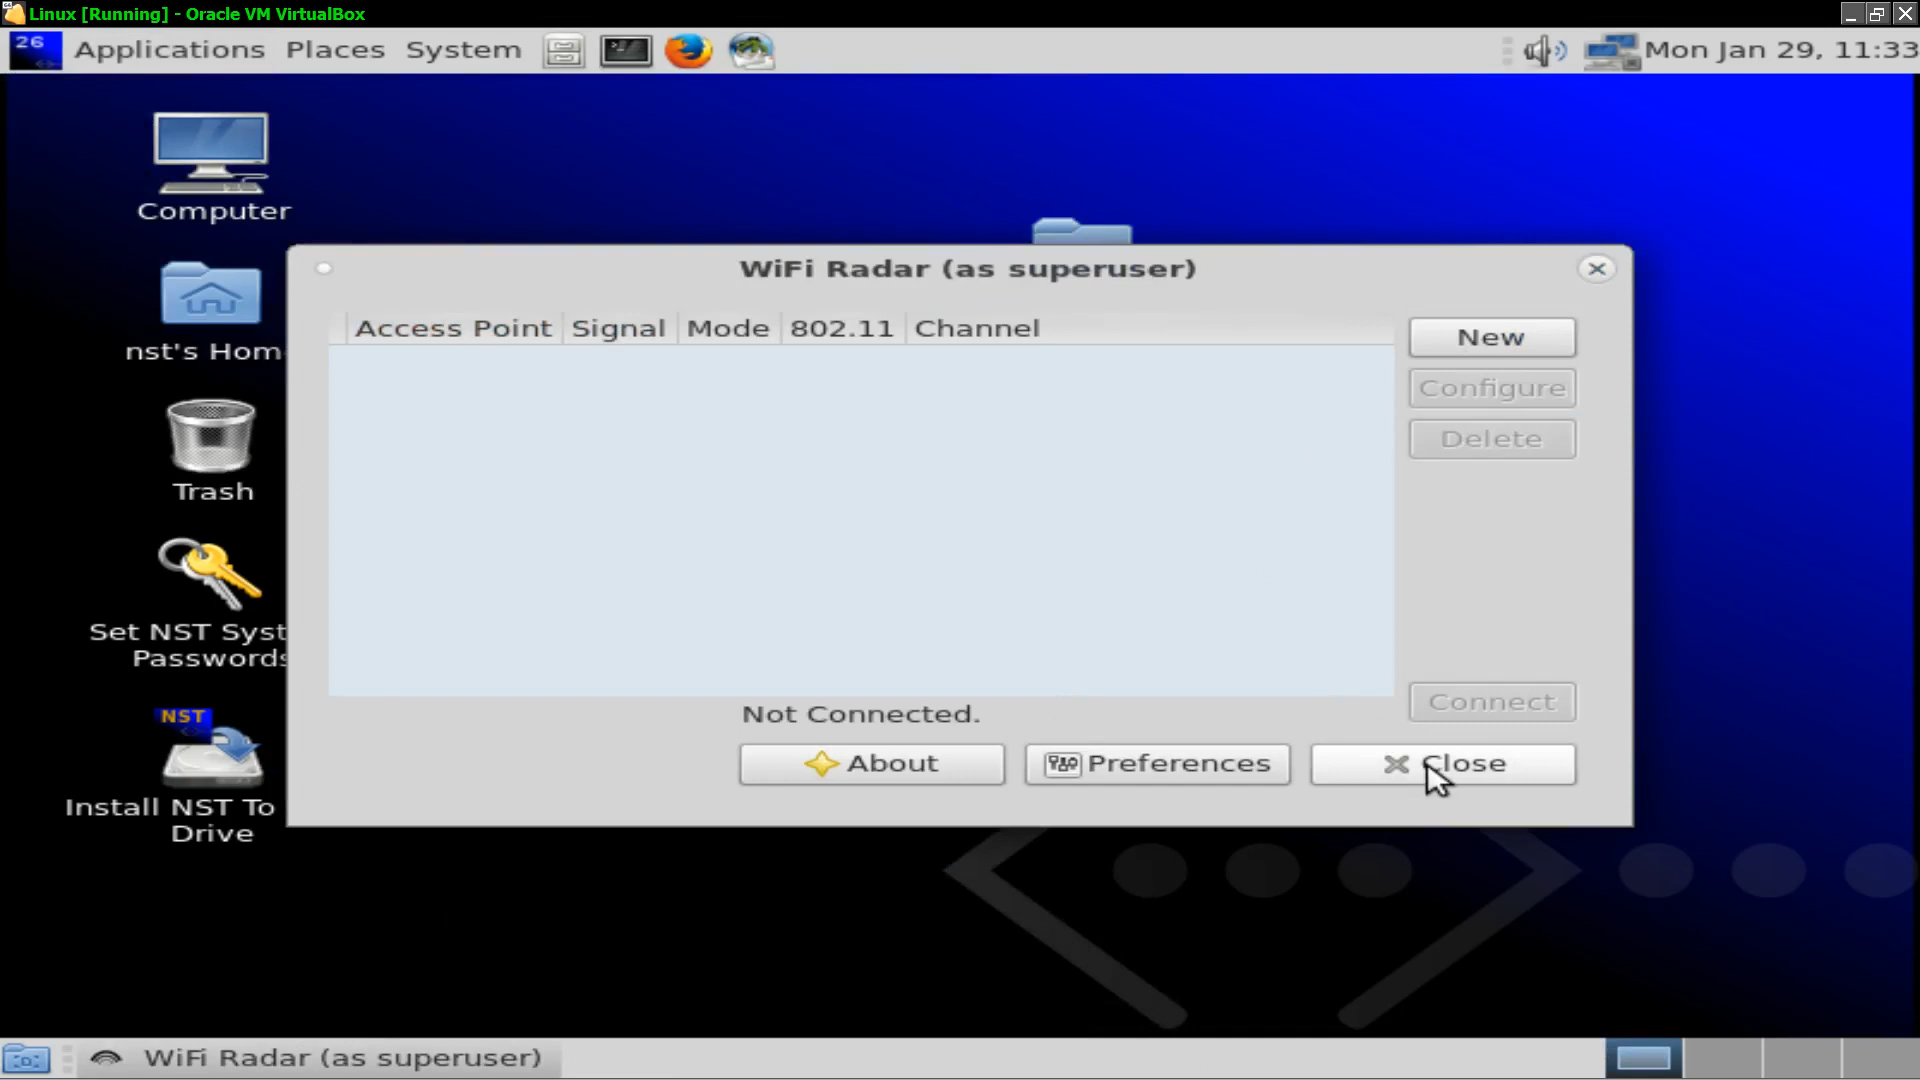 Linux [Running] - Oracle VM VirtualBox
26
Applications Places System
Mon Jan 29, 11:33
Computer
nst's Hom
Trash
Set NST Syst
Passwords
NST
Install NST To
Drive
WiFi Radar (as superuser)
Access Point Signal Mode 802.11 Channel
New
Configure
Delete
Connect
Not Connected.
About
Preferences
Close
WiFi Radar (as superuser)